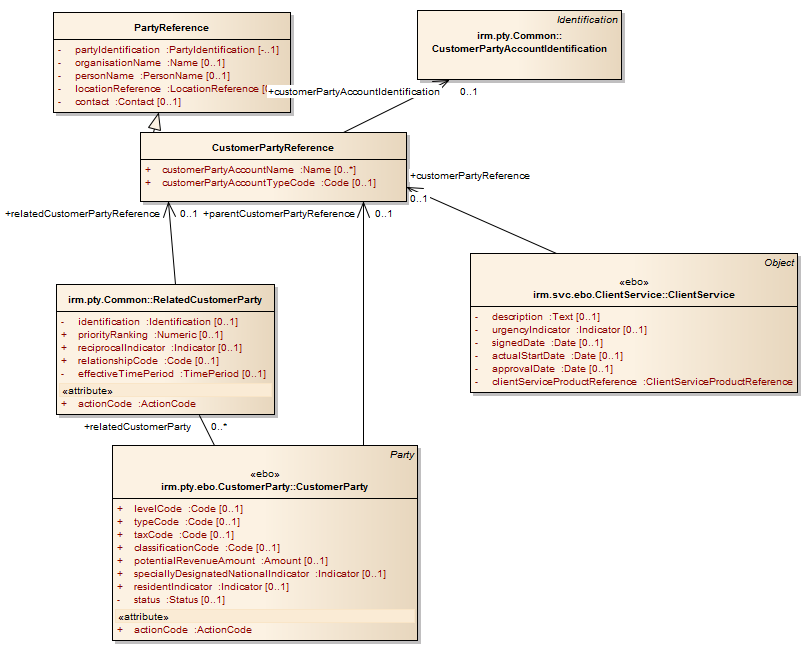 PartyReference
- partyIdentification :PartyIdentification [-..1]
- organisationName :Name [0..1]
- personName :PersonName [0..1]
- locationReference :LocationReference [0
- contact :Contact [0..1]
Identification
irm.pty.Common::
CustomerPartyAccountIdentification
+customerPartyAccountIdentification 0..1
CustomerPartyReference
+ customerPartyAccountName :Name [0..*]
+ customerPartyAccountTypeCode :Code [0..1]
+customerPartyReference
0..1
+relatedCustomerPartyReference 0..1 +parentCustomerPartyReference 0..1
Object
«ebo»
irm.svc.ebo.ClientService::ClientService
- description :Text [0..1]
- urgencyIndicator :Indicator [0..1]
- signedDate :Date [0..1]
- actualStartDate :Date [0..1]
- approvalDate :Date [0..1]
- clientServiceProductReference :ClientServiceProductReference
irm.pty.Common::RelatedCustomerParty
- identification :Identification [0..1]
+ priorityRanking :Numeric [0..1]
+ reciprocalIndicator :Indicator [0..1]
+ relationshipCode :Code [0..1]
- effectiveTimePeriod :TimePeriod [0..1]
«attribute»
+ actionCode :ActionCode
+relatedCustomerParty 0..*
Party
«ebo»
irm.pty.ebo.CustomerParty::CustomerParty
+ levelCode :Code [0..1]
+ typeCode :Code [0..1]
+ taxCode :Code [0..1]
+ classificationCode :Code [0..1]
+ potentialRevenueAmount :Amount [0..1]
+ speciallyDesignatedNationalIndicator :Indicator [0..1]
+ residentIndicator :Indicator [0..1]
- status :Status [0..1]
«attribute»
+ actionCode :ActionCode